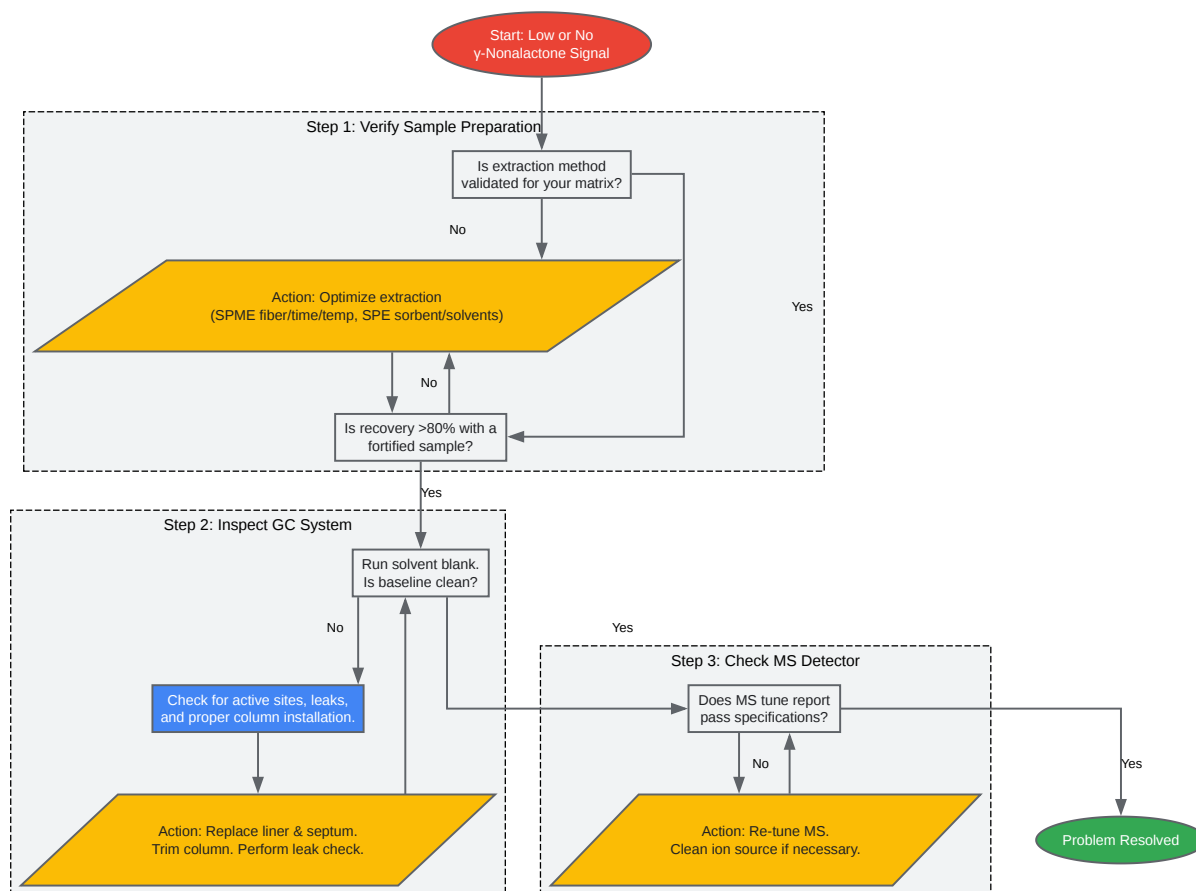 Start: Low or No
γ-Nonalactone Signal
Step 1: Verify Sample Preparation
Is extraction method
validated for your matrix?
No
Action: Optimize extraction
(SPME fiber/time/temp, SPE sorbent/solvents)
Yes
No
Is recovery >80% with a
fortified sample?
Yes
Step 2: Inspect GC System
Run solvent blank.
Is baseline clean?
No
Yes
Check for active sites, leaks,
and proper column installation.
Action: Replace liner & septum.
Trim column. Perform leak check.
Step 3: Check MS Detector
Does MS tune report
pass specifications?
No
Yes
Action: Re-tune MS.
Clean ion source if necessary.
Problem Resolved